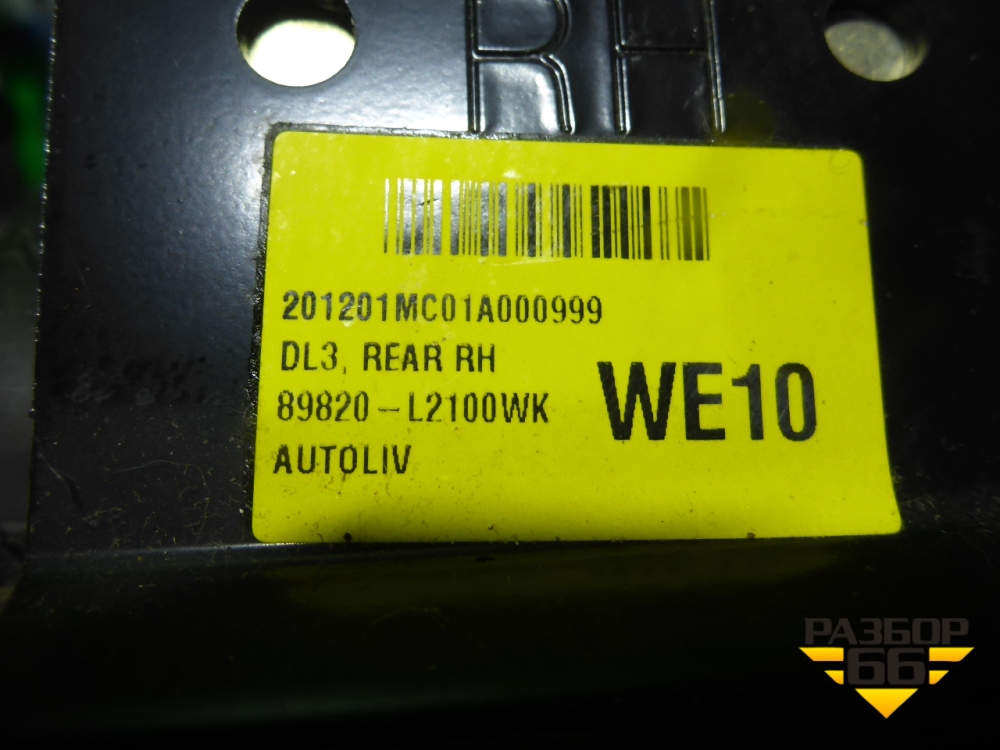 RH
201201MC01A000999
DL3, REAR RH
89820-L2100WK
WE10
AUTOLIV
РАЗБОР
66